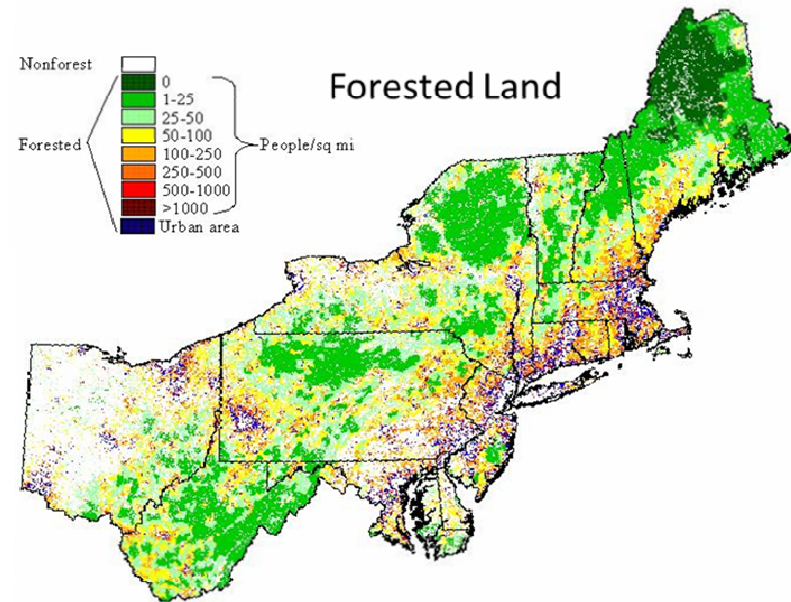 Forested Land
Nonforest
Forested
0
1-25
25-50
50-100
100-250
250-500
500-1000
>1000
Urban area
People/sq mi